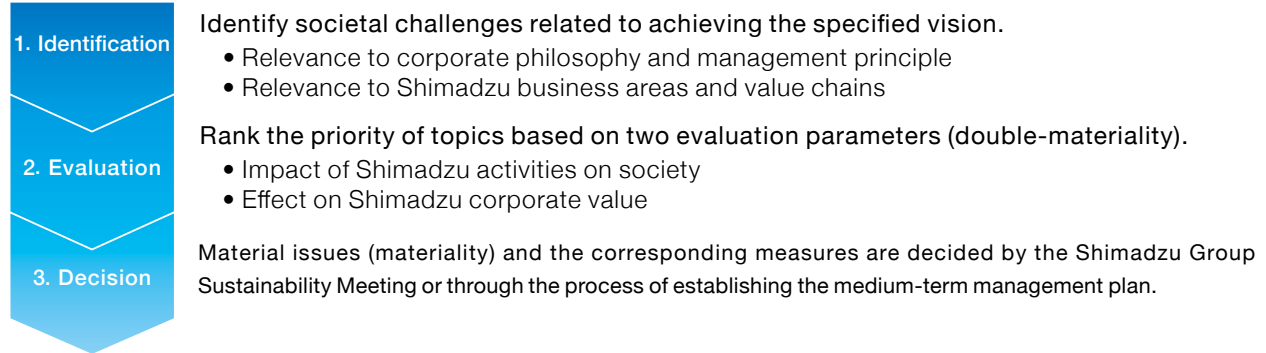 1. Identification
Identify societal challenges related to achieving the specified vision.
• Relevance to corporate philosophy and management principle
• Relevance to Shimadzu business areas and value chains
2. Evaluation
Rank the priority of topics based on two evaluation parameters (double-materiality).
• Impact of Shimadzu activities on society
• Effect on Shimadzu corporate value
3. Decision
Material issues (materiality) and the corresponding measures are decided by the Shimadzu Group
Sustainability Meeting or through the process of establishing the medium-term management plan.